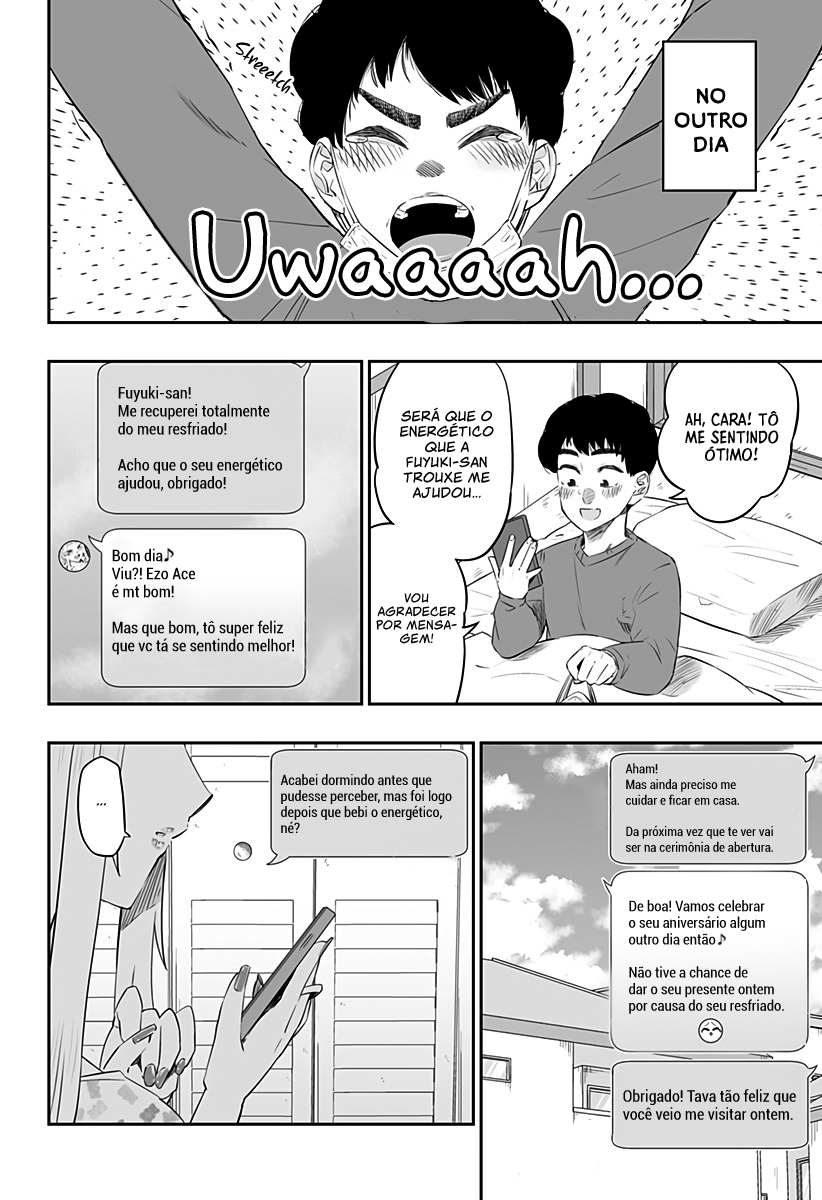 NO
OUTRO
DIA
Streeetch
Uwaaaah...
AH, CARA! TÔ
ME SENTINDO
ÓTIMO!
SERÁ QUE O
ENERGÉTICO
QUE A
FUYUKI-SAN
TROUXE ME
AJUDOU...
VOU
AGRADECER
POR MENSA-
GEM!
Fuyuki-san!
Me recuperei totalmente
do meu resfriado!
Acho que o seu energético
ajudou, obrigado!
Bom dia♪
Viu?! Ezo Ace
é mt bom!
Mas que bom, tô super feliz
que vc tá se sentindo melhor!
Aham!
Mas ainda preciso me
cuidar e ficar em casa.
Da próxima vez que te ver vai
ser na cerimônia de abertura.
De boa! Vamos celebrar
o seu aniversário algum
outro dia então♪
Não tive a chance de
dar o seu presente ontem
por causa do seu resfriado.
Obrigado! Tava tão feliz que
você veio me visitar ontem.
Acabei dormindo antes que
pudesse perceber, mas foi logo
depois que bebi o energético,
né?
...